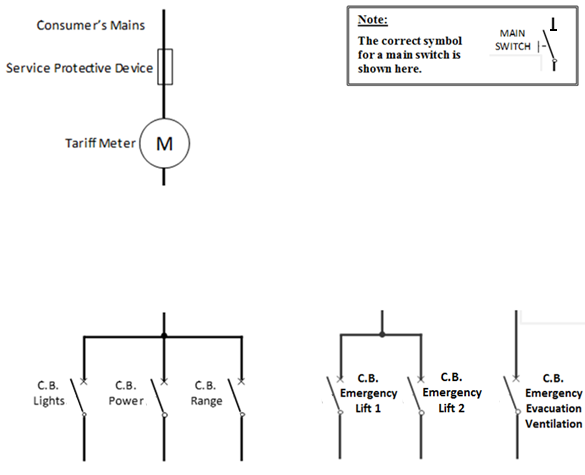 Consumer's Mains
Service Protective Device
Tariff Meter
M
Note:
The correct symbol
for a main switch is
shown here.
MAIN
SWITCH
C.B.
Lights
C.B.
Power
C.B.
Range
C.B.
Emergency
Lift 1
C.B.
Emergency
Lift 2
C.B.
Emergency
Evacuation
Ventilation